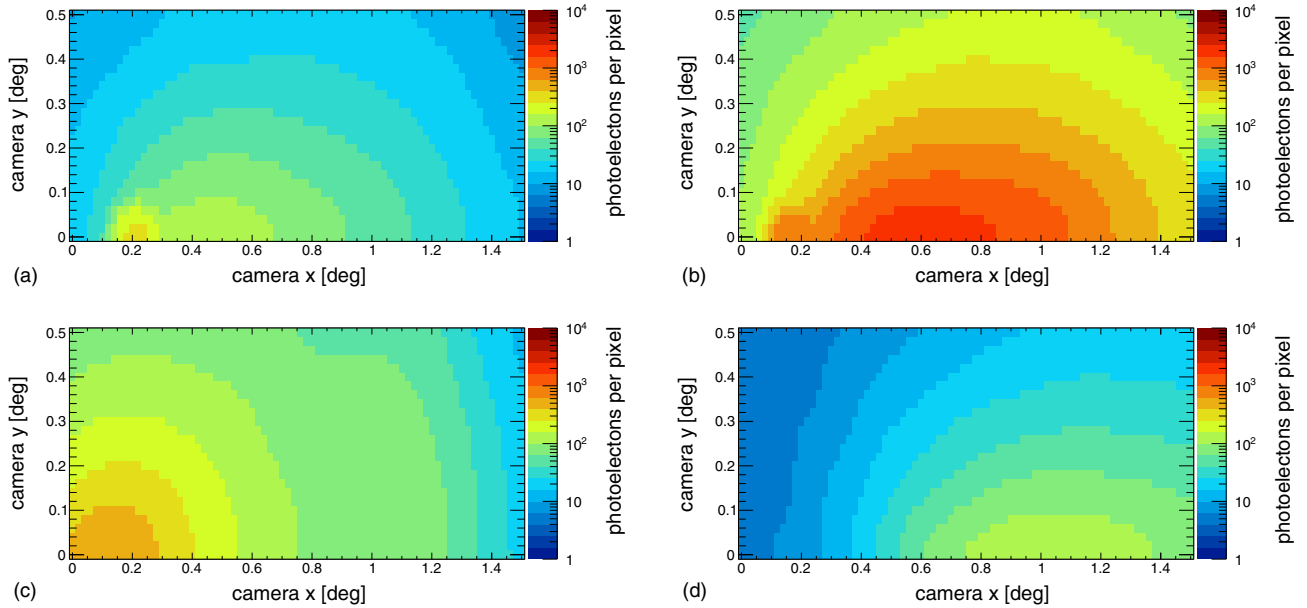 0.5 0.4 0.3 0.2 0.1 0
camera y [deg]
0 0.2 0.4 0.6 0.8 1 1.2 1.4
camera x [deg]
10⁴ 10³ 10² 10 1
photoelectrons per pixel
(a)
0.5 0.4 0.3 0.2 0.1 0
camera y [deg]
0 0.2 0.4 0.6 0.8 1 1.2 1.4
camera x [deg]
10⁴ 10³ 10² 10 1
photoelectrons per pixel
(b)
0.5 0.4 0.3 0.2 0.1 0
camera y [deg]
0 0.2 0.4 0.6 0.8 1 1.2 1.4
camera x [deg]
10⁴ 10³ 10² 10 1
photoelectrons per pixel
(c)
0.5 0.4 0.3 0.2 0.1 0
camera y [deg]
0 0.2 0.4 0.6 0.8 1 1.2 1.4
camera x [deg]
10⁴ 10³ 10² 10 1
photoelectrons per pixel
(d)